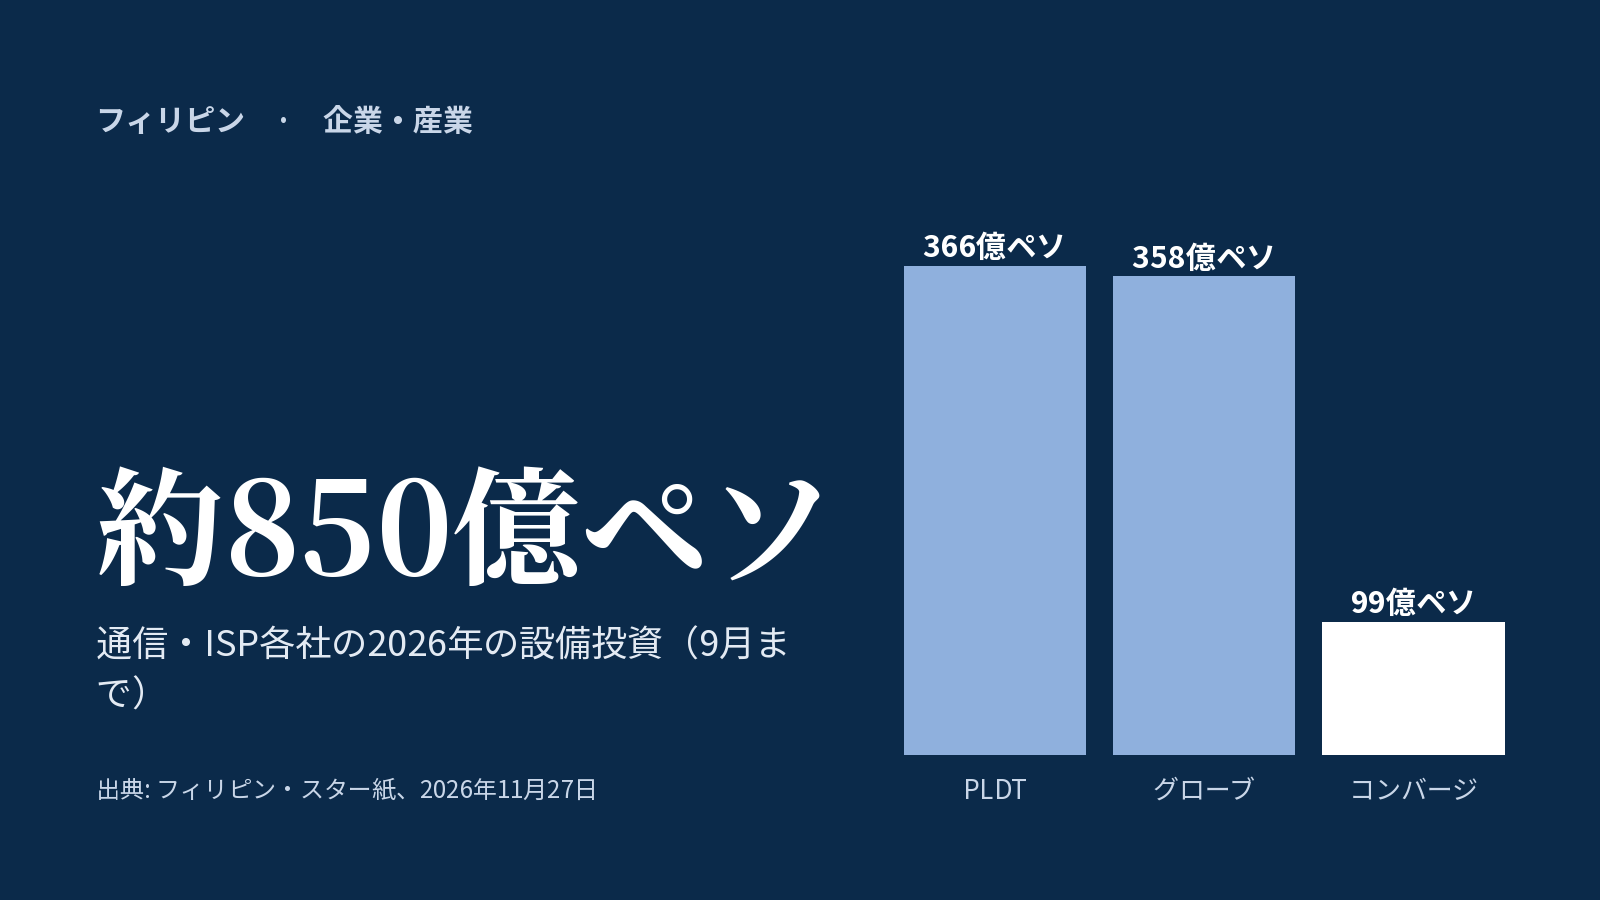 フィリピン · 企業・産業
366億ペソ
358億ペソ
99億ペソ
約850億ペソ
通信・ISP各社の2026年の設備投資（9月ま
で）
出典: フィリピン・スター紙、2026年11月27日
PLDT
グローブ
コンバージ